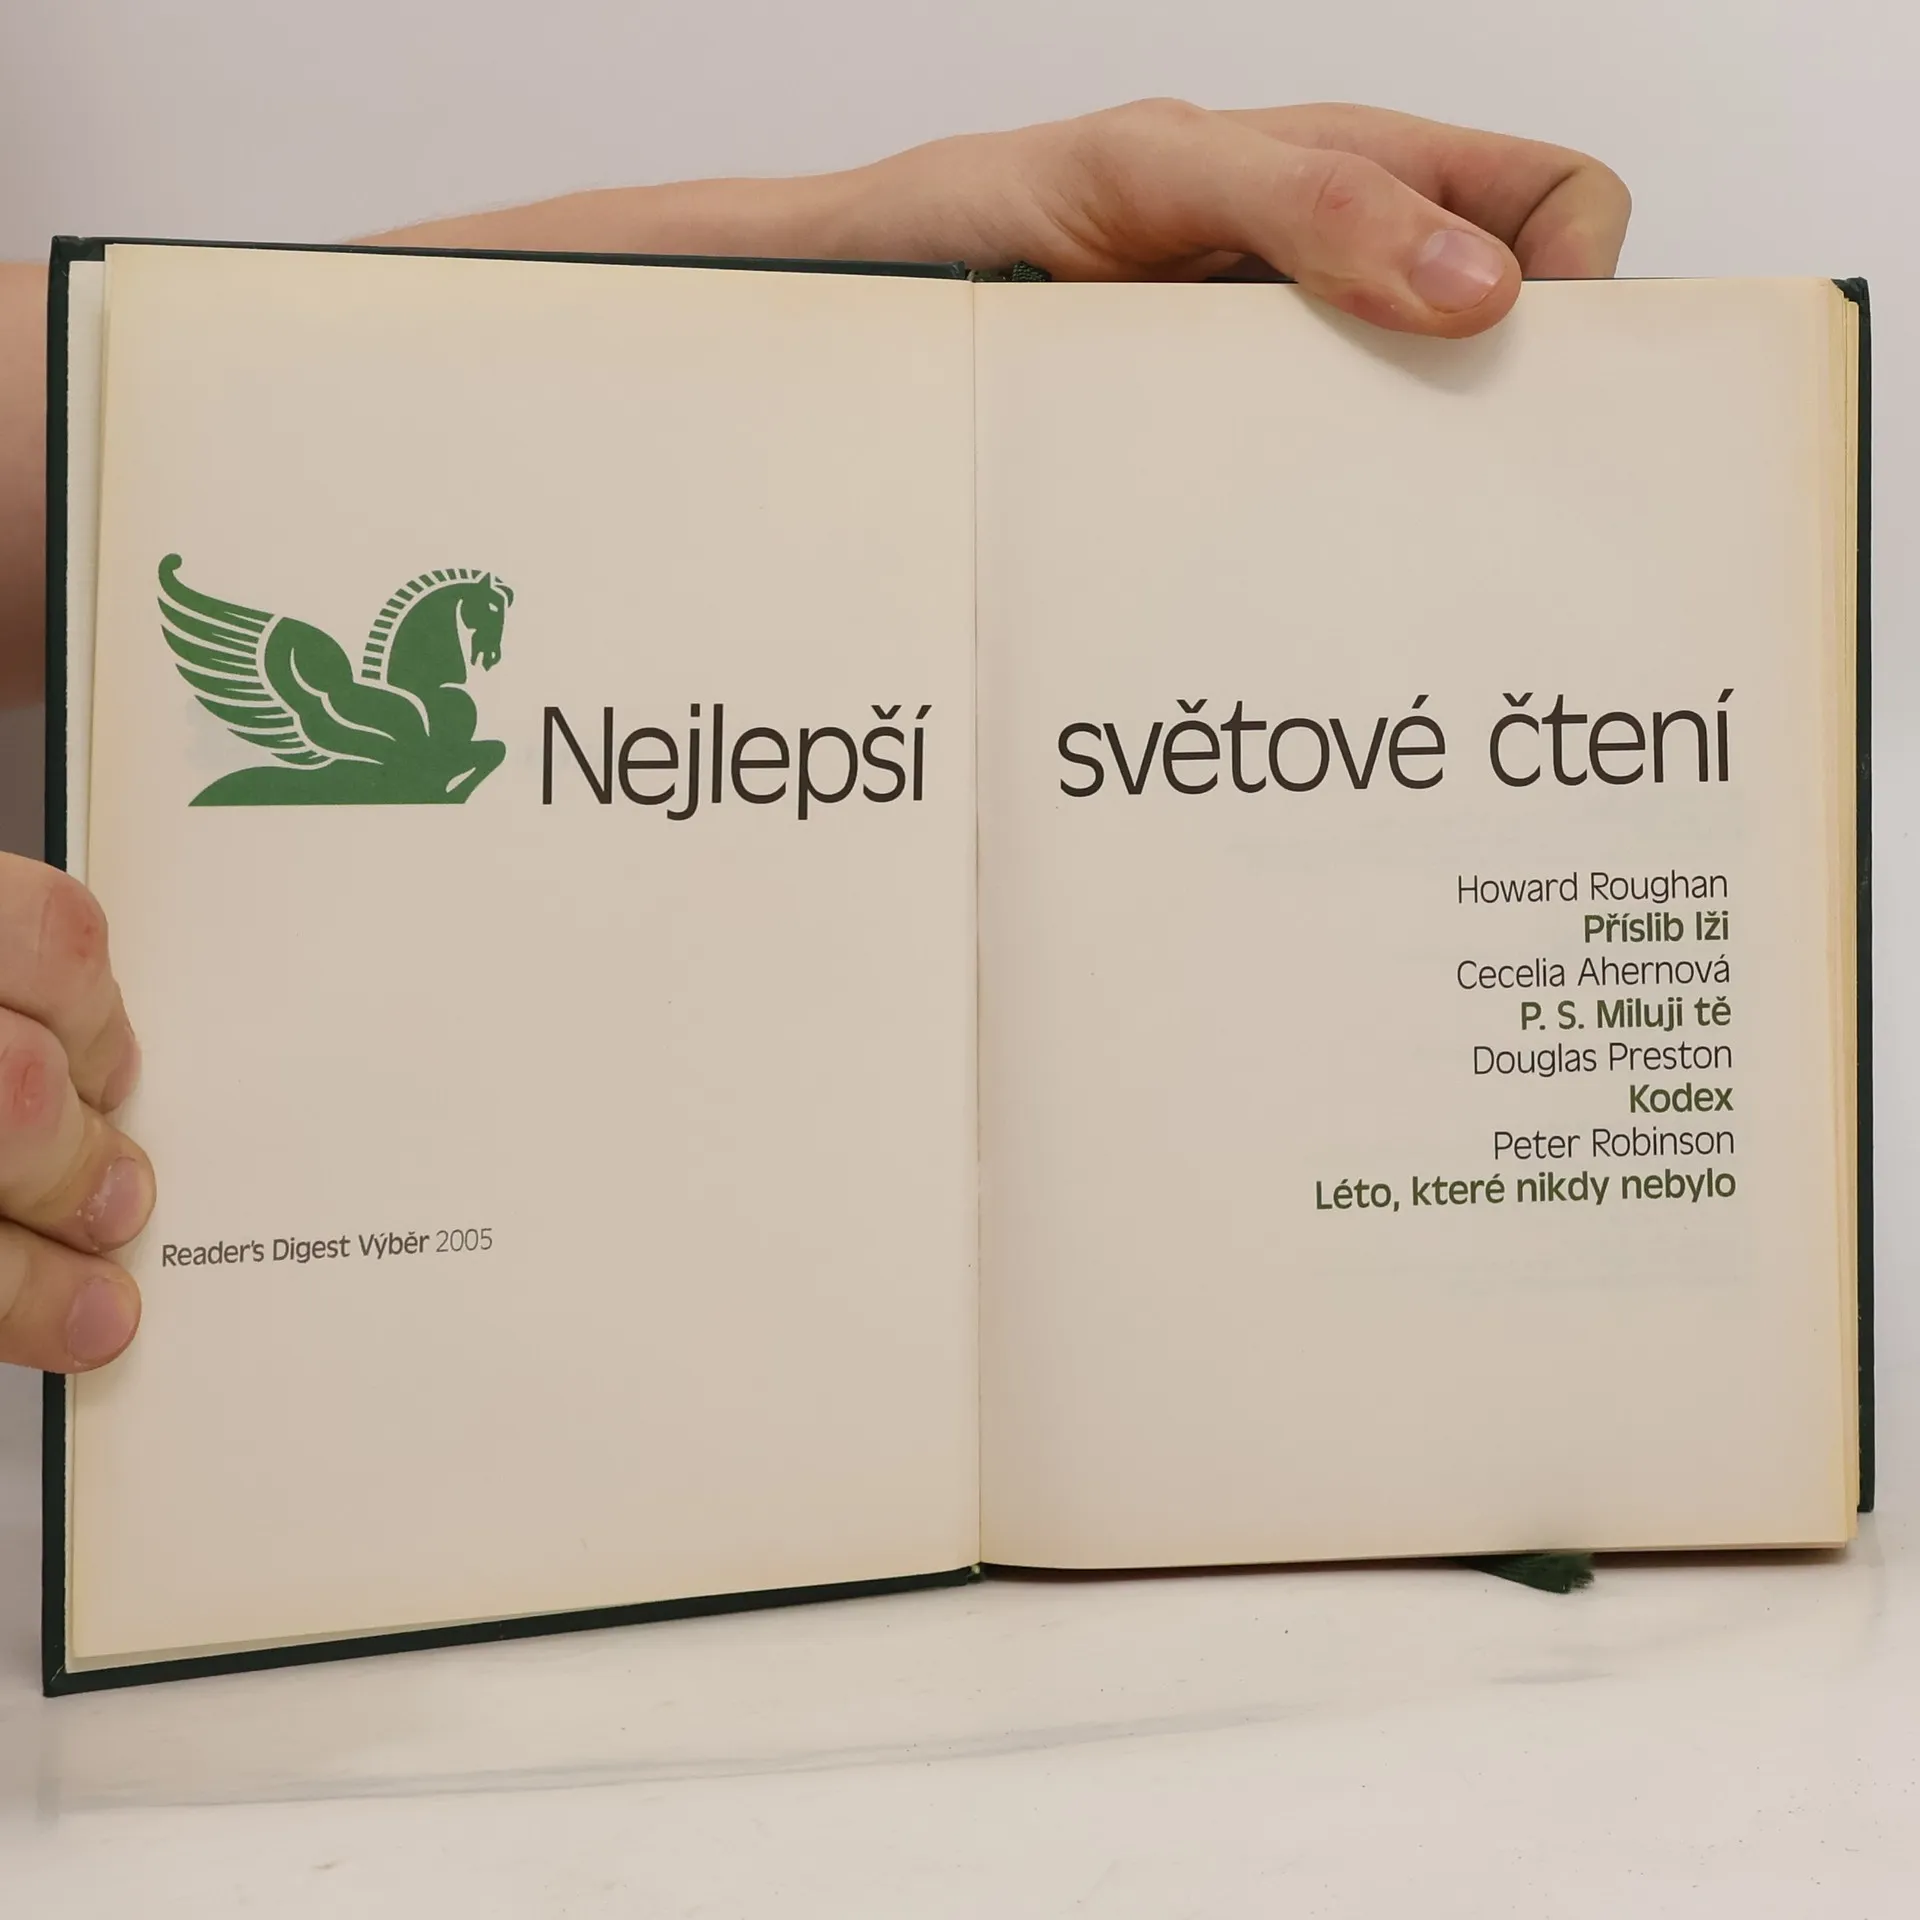 Nejlepší světové čtení
Howard Roughan
Příslib lži
Cecelia Ahernová
P. S. Miluji tě
Douglas Preston
Kodex
Peter Robinson
Léto, které nikdy nebylo
Reader's Digest Výběr 2005